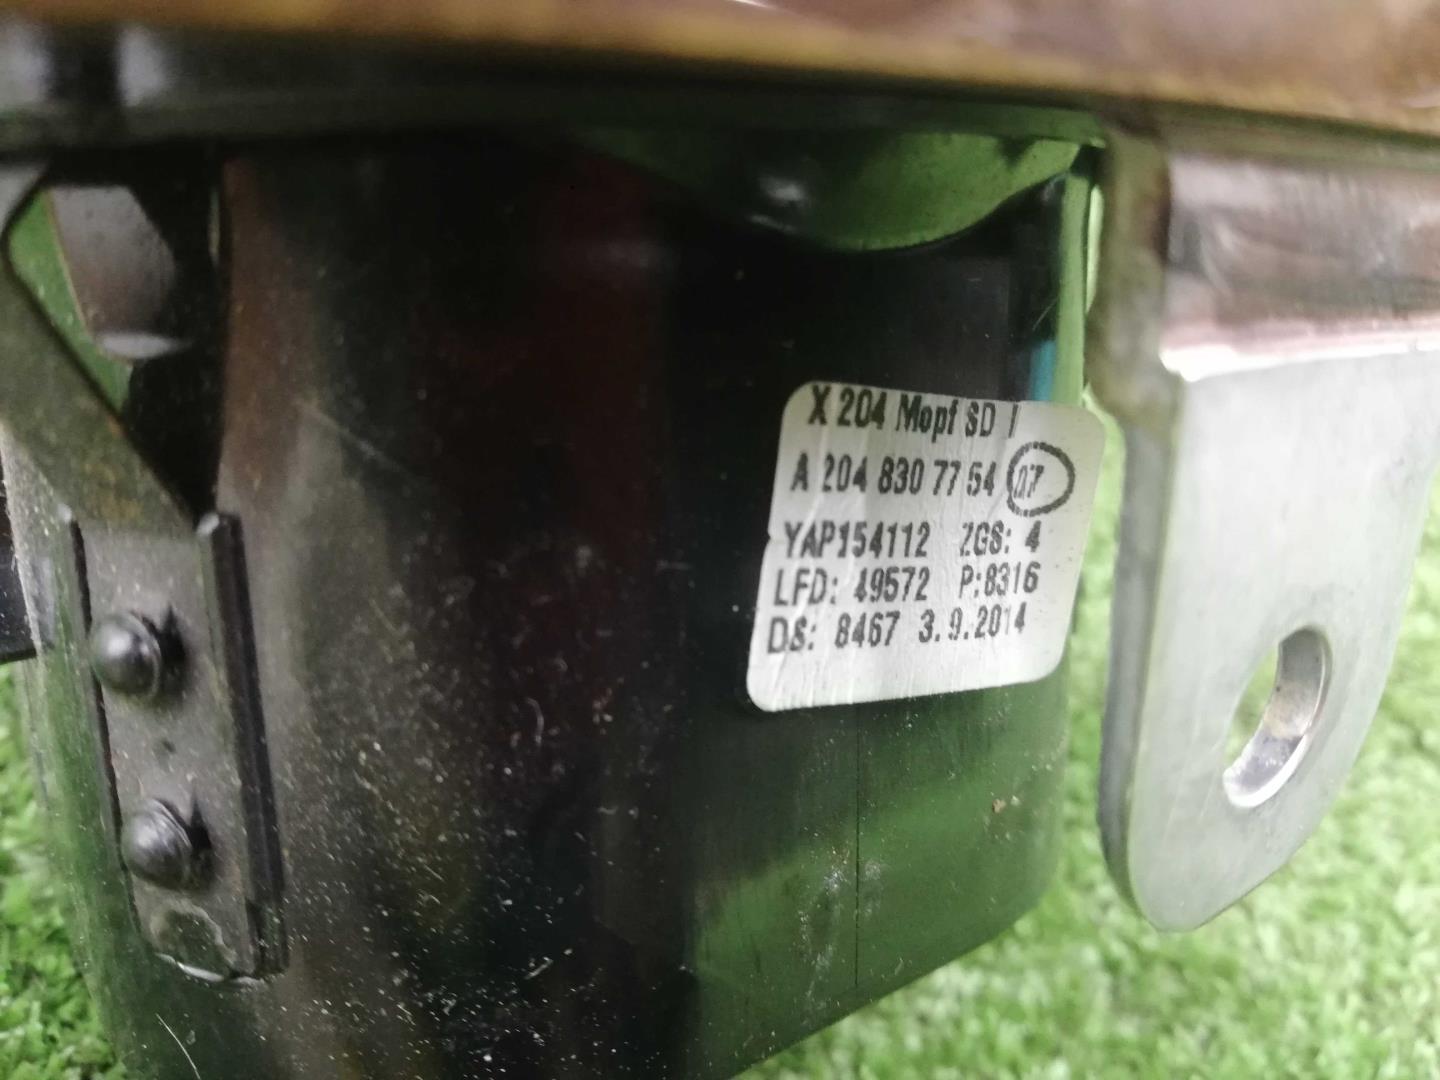 X 204 Mopf SD I
A 204 830 77 54 07
YAP154112 ZGS: 4
LFD: 49572 P:8316
DS: 8467 3.9.2014